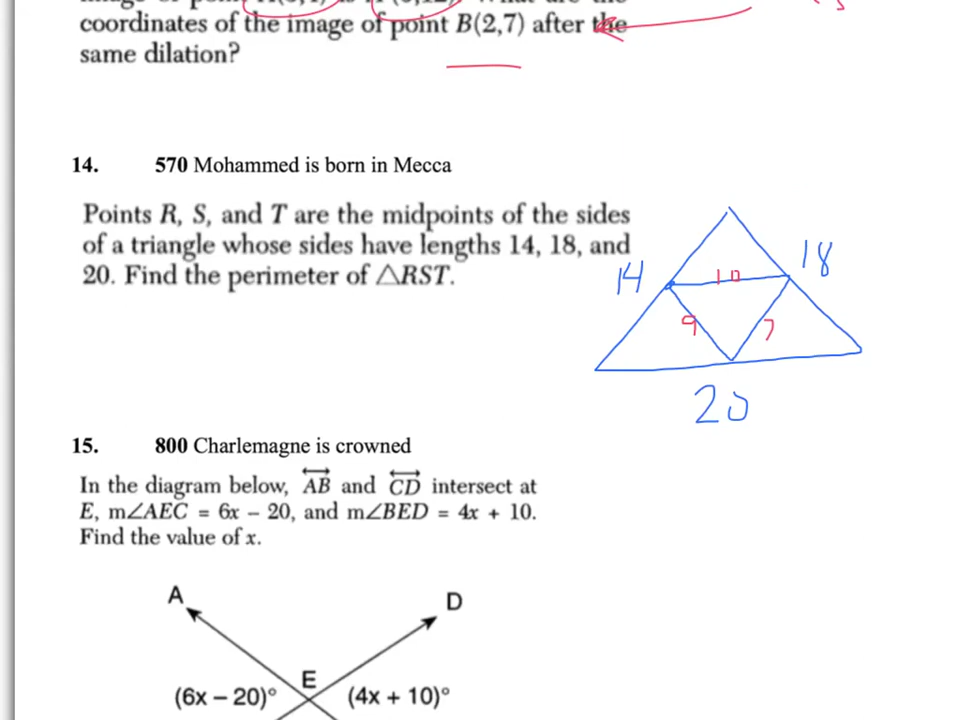 coordinates of the image of point B(2,7) after the
same dilation?
14. 570 Mohammed is born in Mecca
Points R, S, and T are the midpoints of the sides
of a triangle whose sides have lengths 14, 18, and
20. Find the perimeter of △RST.
14
18
10
9
7
20
15. 800 Charlemagne is crowned
In the diagram below, AB and CD intersect at
E, m∠AEC = 6x − 20, and m∠BED = 4x + 10.
Find the value of x.
A
D
E
(6x − 20)°
(4x + 10)°